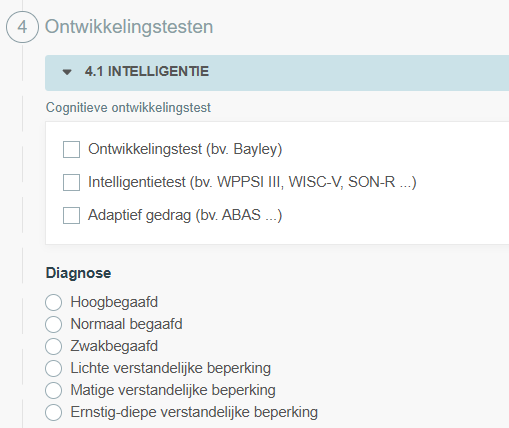 4 Ontwikkelingstesten
4.1 INTELLIGENTIE
Cognitieve ontwikkelingstest
Ontwikkelingstest (bv. Bayley)
Intelligentietest (bv. WPPSI III, WISC-V, SON-R ...)
Adaptief gedrag (bv. ABAS ...)
Diagnose
Hoogbegaafd
Normaal begaafd
Zwakbegaafd
Lichte verstandelijke beperking
Matige verstandelijke beperking
Ernstig-diepe verstandelijke beperking